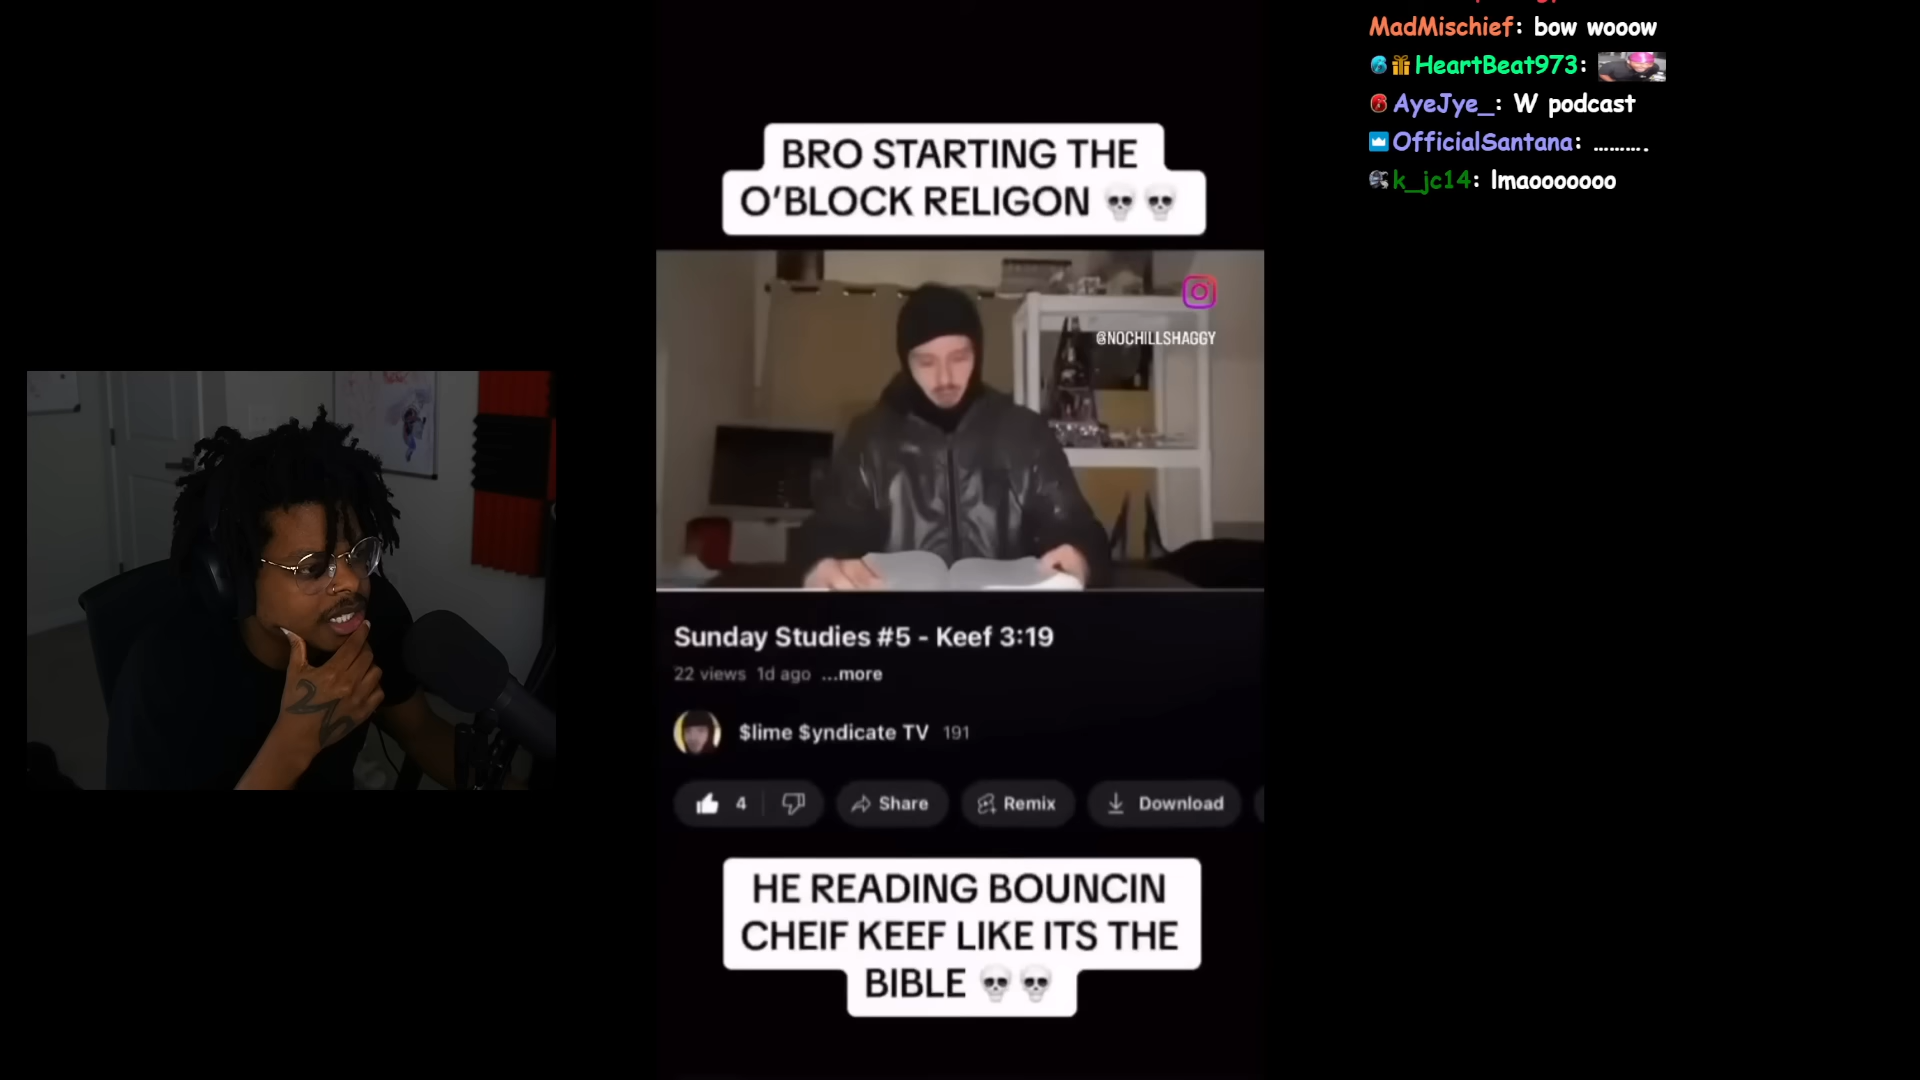 MadMischief: bow wooow
HeartBeat973:
AyeJye_: W podcast
OfficialSantana: ..........
k_jc14: lmaooooooo
BRO STARTING THE
O'BLOCK RELIGON 💀💀
@NOCHILLSHAGGY
Sunday Studies #5 - Keef 3:19
22 views 1d ago ...more
$lime $yndicate TV 191
4 Share Remix Download
HE READING BOUNCIN
CHEIF KEEF LIKE ITS THE
BIBLE 💀💀